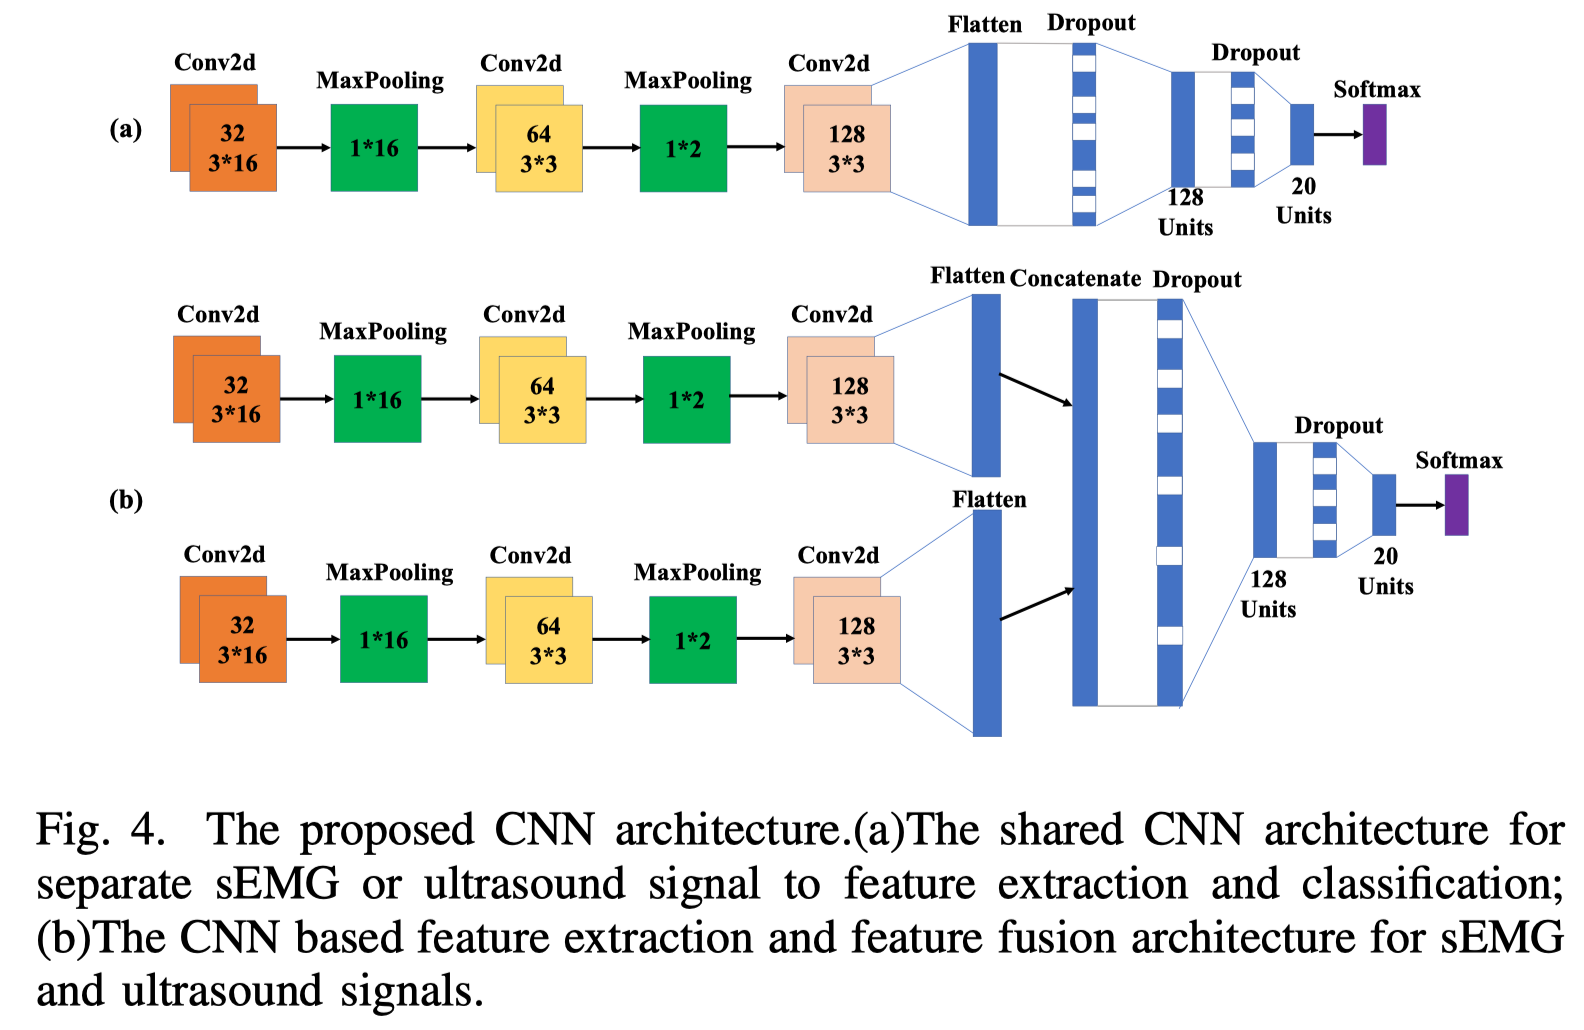 Flatten Dropout
Conv2d MaxPooling Conv2d MaxPooling Conv2d Dropout Softmax
(a) 32 1*16 64 1*2 128
3*16 3*3 3*3
128 Units 20 Units
Flatten Concatenate Dropout
Conv2d MaxPooling Conv2d MaxPooling Conv2d
32 1*16 64 1*2 128
3*16 3*3 3*3
Dropout
Softmax
(b)
Flatten
Conv2d MaxPooling Conv2d MaxPooling Conv2d
128 Units 20 Units
32 1*16 64 1*2 128
3*16 3*3 3*3
Fig. 4. The proposed CNN architecture.(a)The shared CNN architecture for
separate sEMG or ultrasound signal to feature extraction and classification;
(b)The CNN based feature extraction and feature fusion architecture for sEMG
and ultrasound signals.